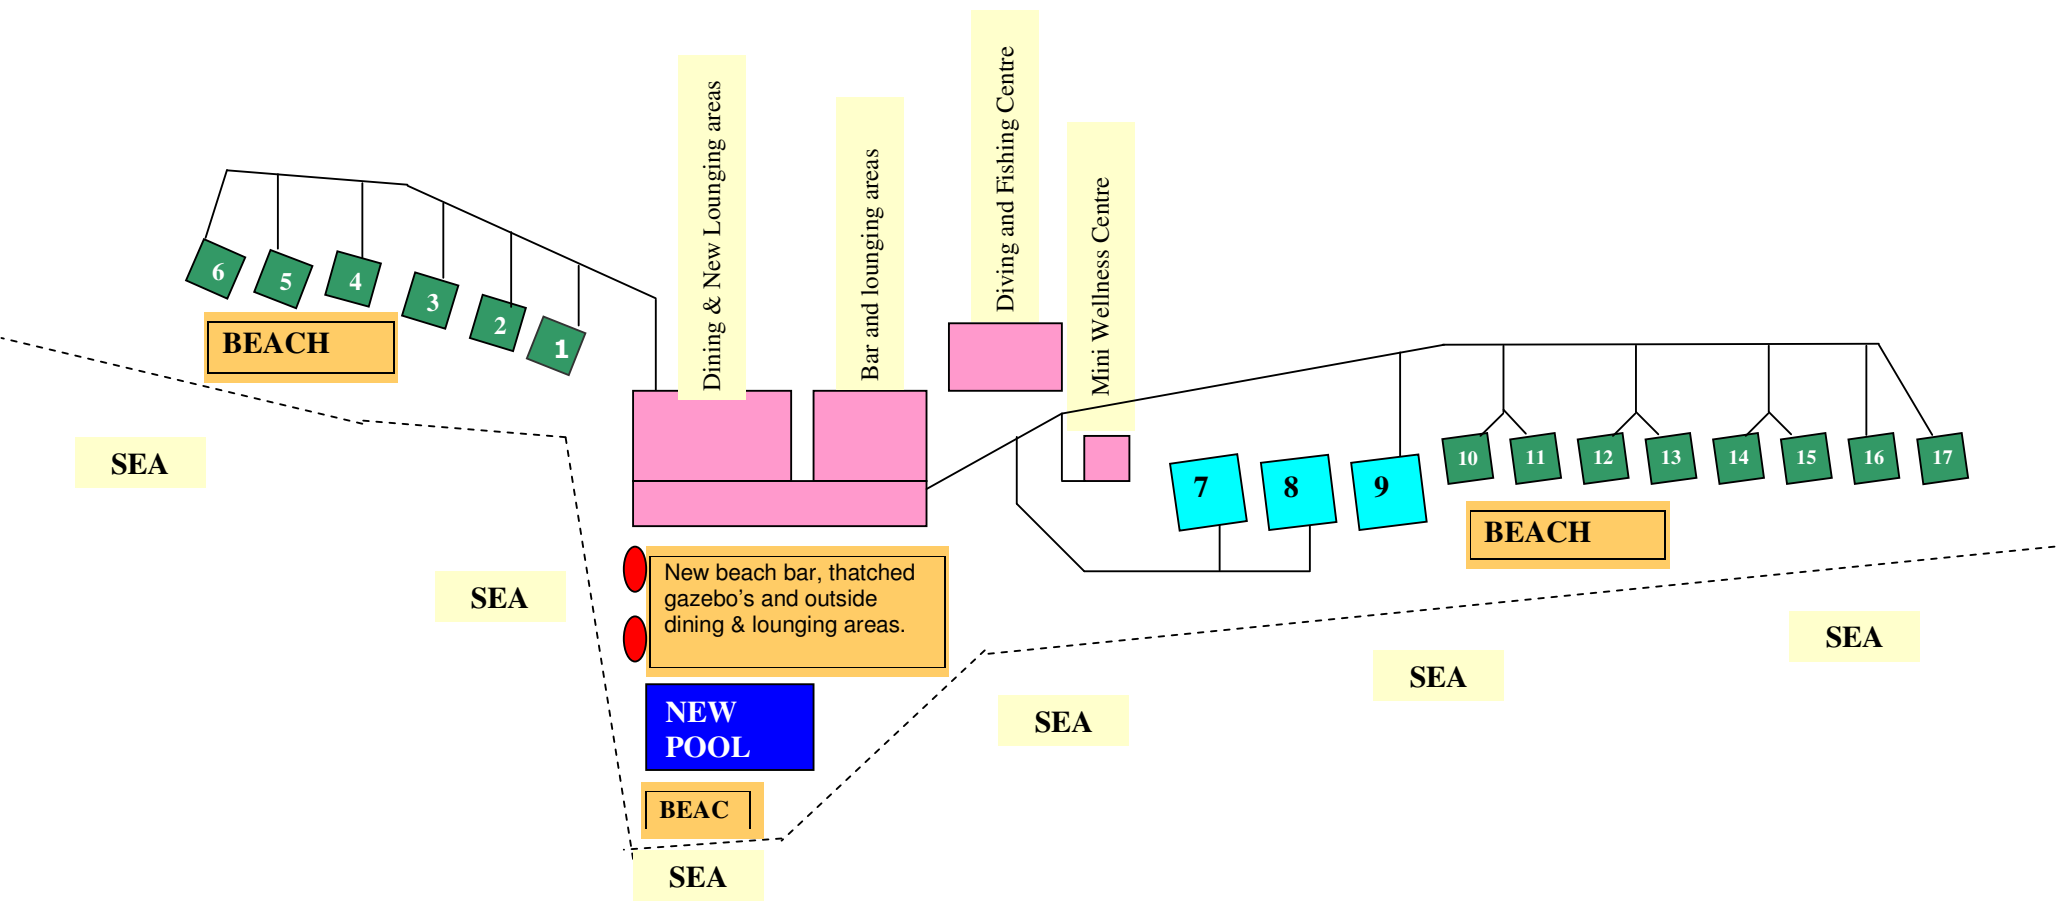 Dining & New Lounging areas
Bar and lounging areas
Diving and Fishing Centre
Mini Wellness Centre
6
5
4
3
2
1
BEACH
SEA
SEA
7
8
9
10
11
12
13
14
15
16
17
BEACH
New beach bar, thatched
gazebo’s and outside
dining & lounging areas.
NEW
POOL
BEAC
SEA
SEA
SEA
SEA